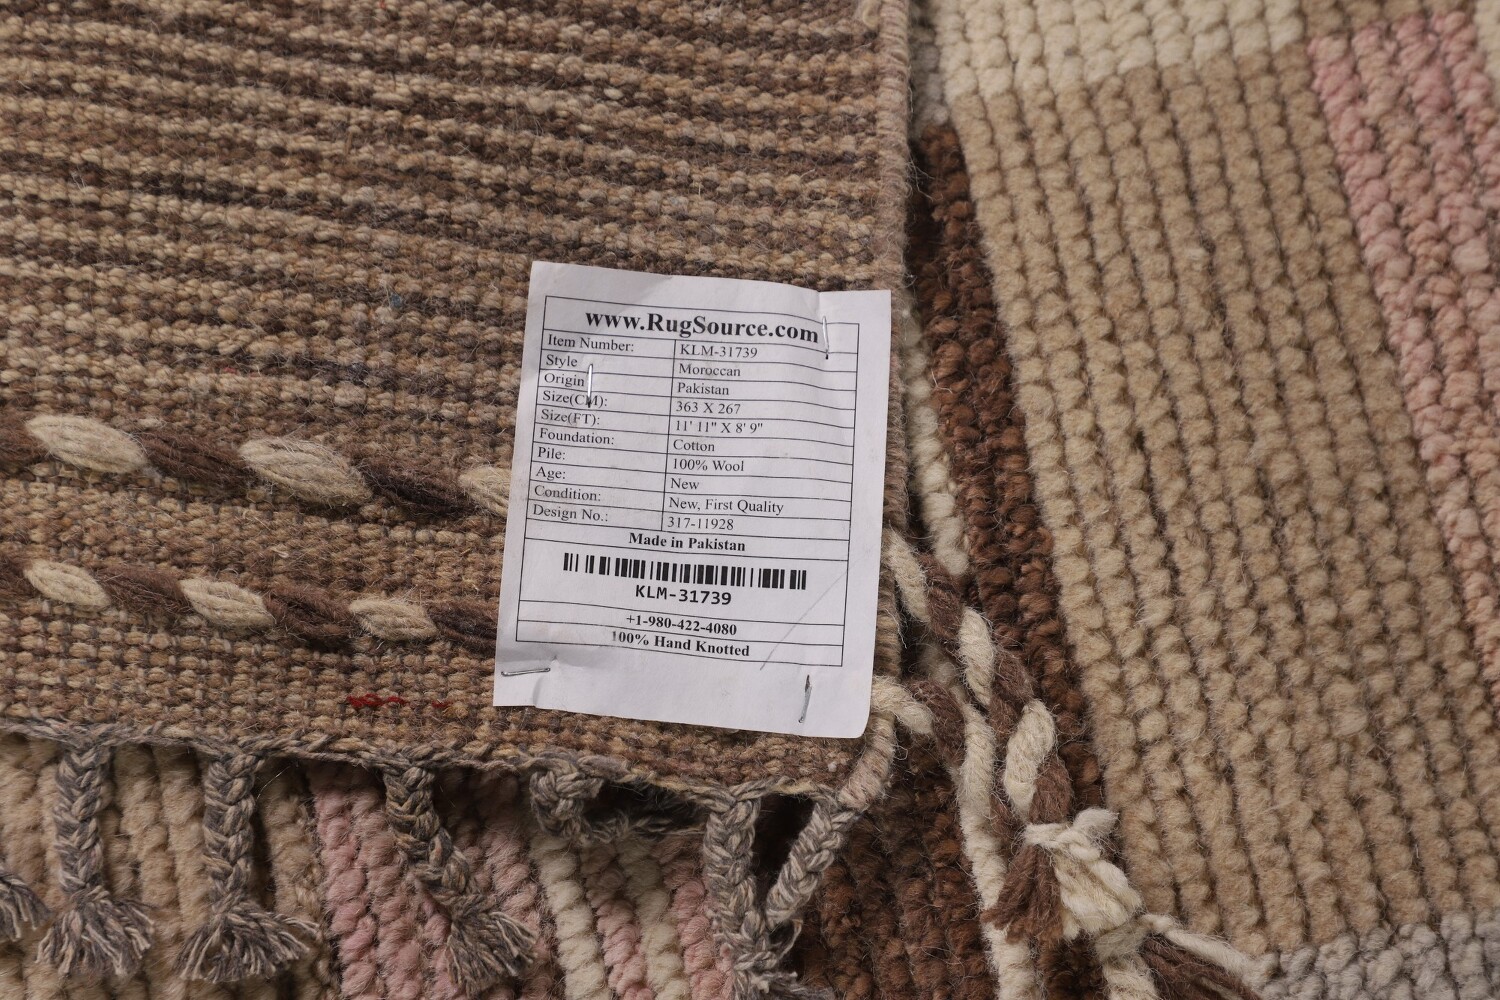 www.RugSource.com
Item Number: KLM-31739
Style Moroccan
Origin Pakistan
Size(CM): 363 X 267
Size(FT): 11' 11" X 8' 9"
Foundation: Cotton
Pile: 100% Wool
Age: New
Condition: New, First Quality
Design No.: 317-11928
Made in Pakistan
KLM-31739
+1-980-422-4080
100% Hand Knotted